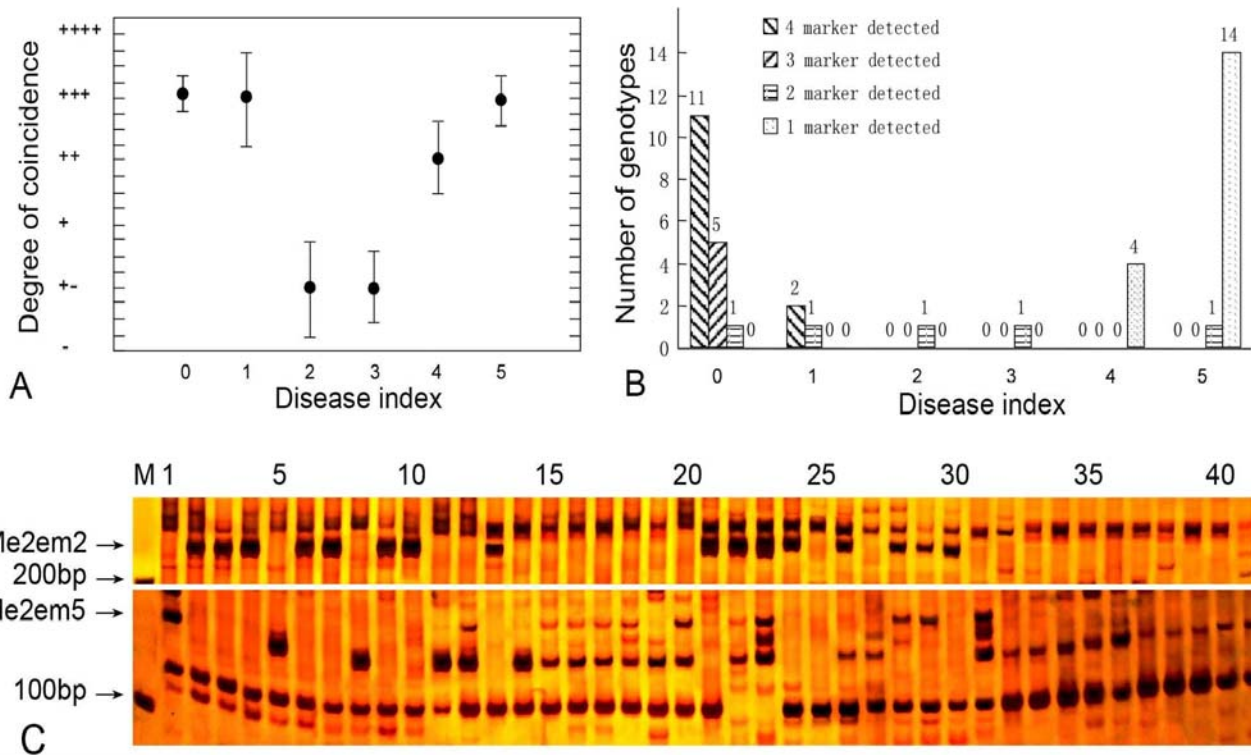 ++++
+++
++
+
+-
-
Degree of coincidence
0 1 2 3 4 5
Disease index
A
4 marker detected
3 marker detected
2 marker detected
1 marker detected
Number of genotypes
14
12
10
8
6
4
2
0
11 5 1 0
2 1 0 0
0 0 1 0
0 0 1 0
0 0 0 4
0 0 1 14
0 1 2 3 4 5
Disease index
B
M 1 5 10 15 20 25 30 35 40
e2em2
200bp
e2em5
100bp
C